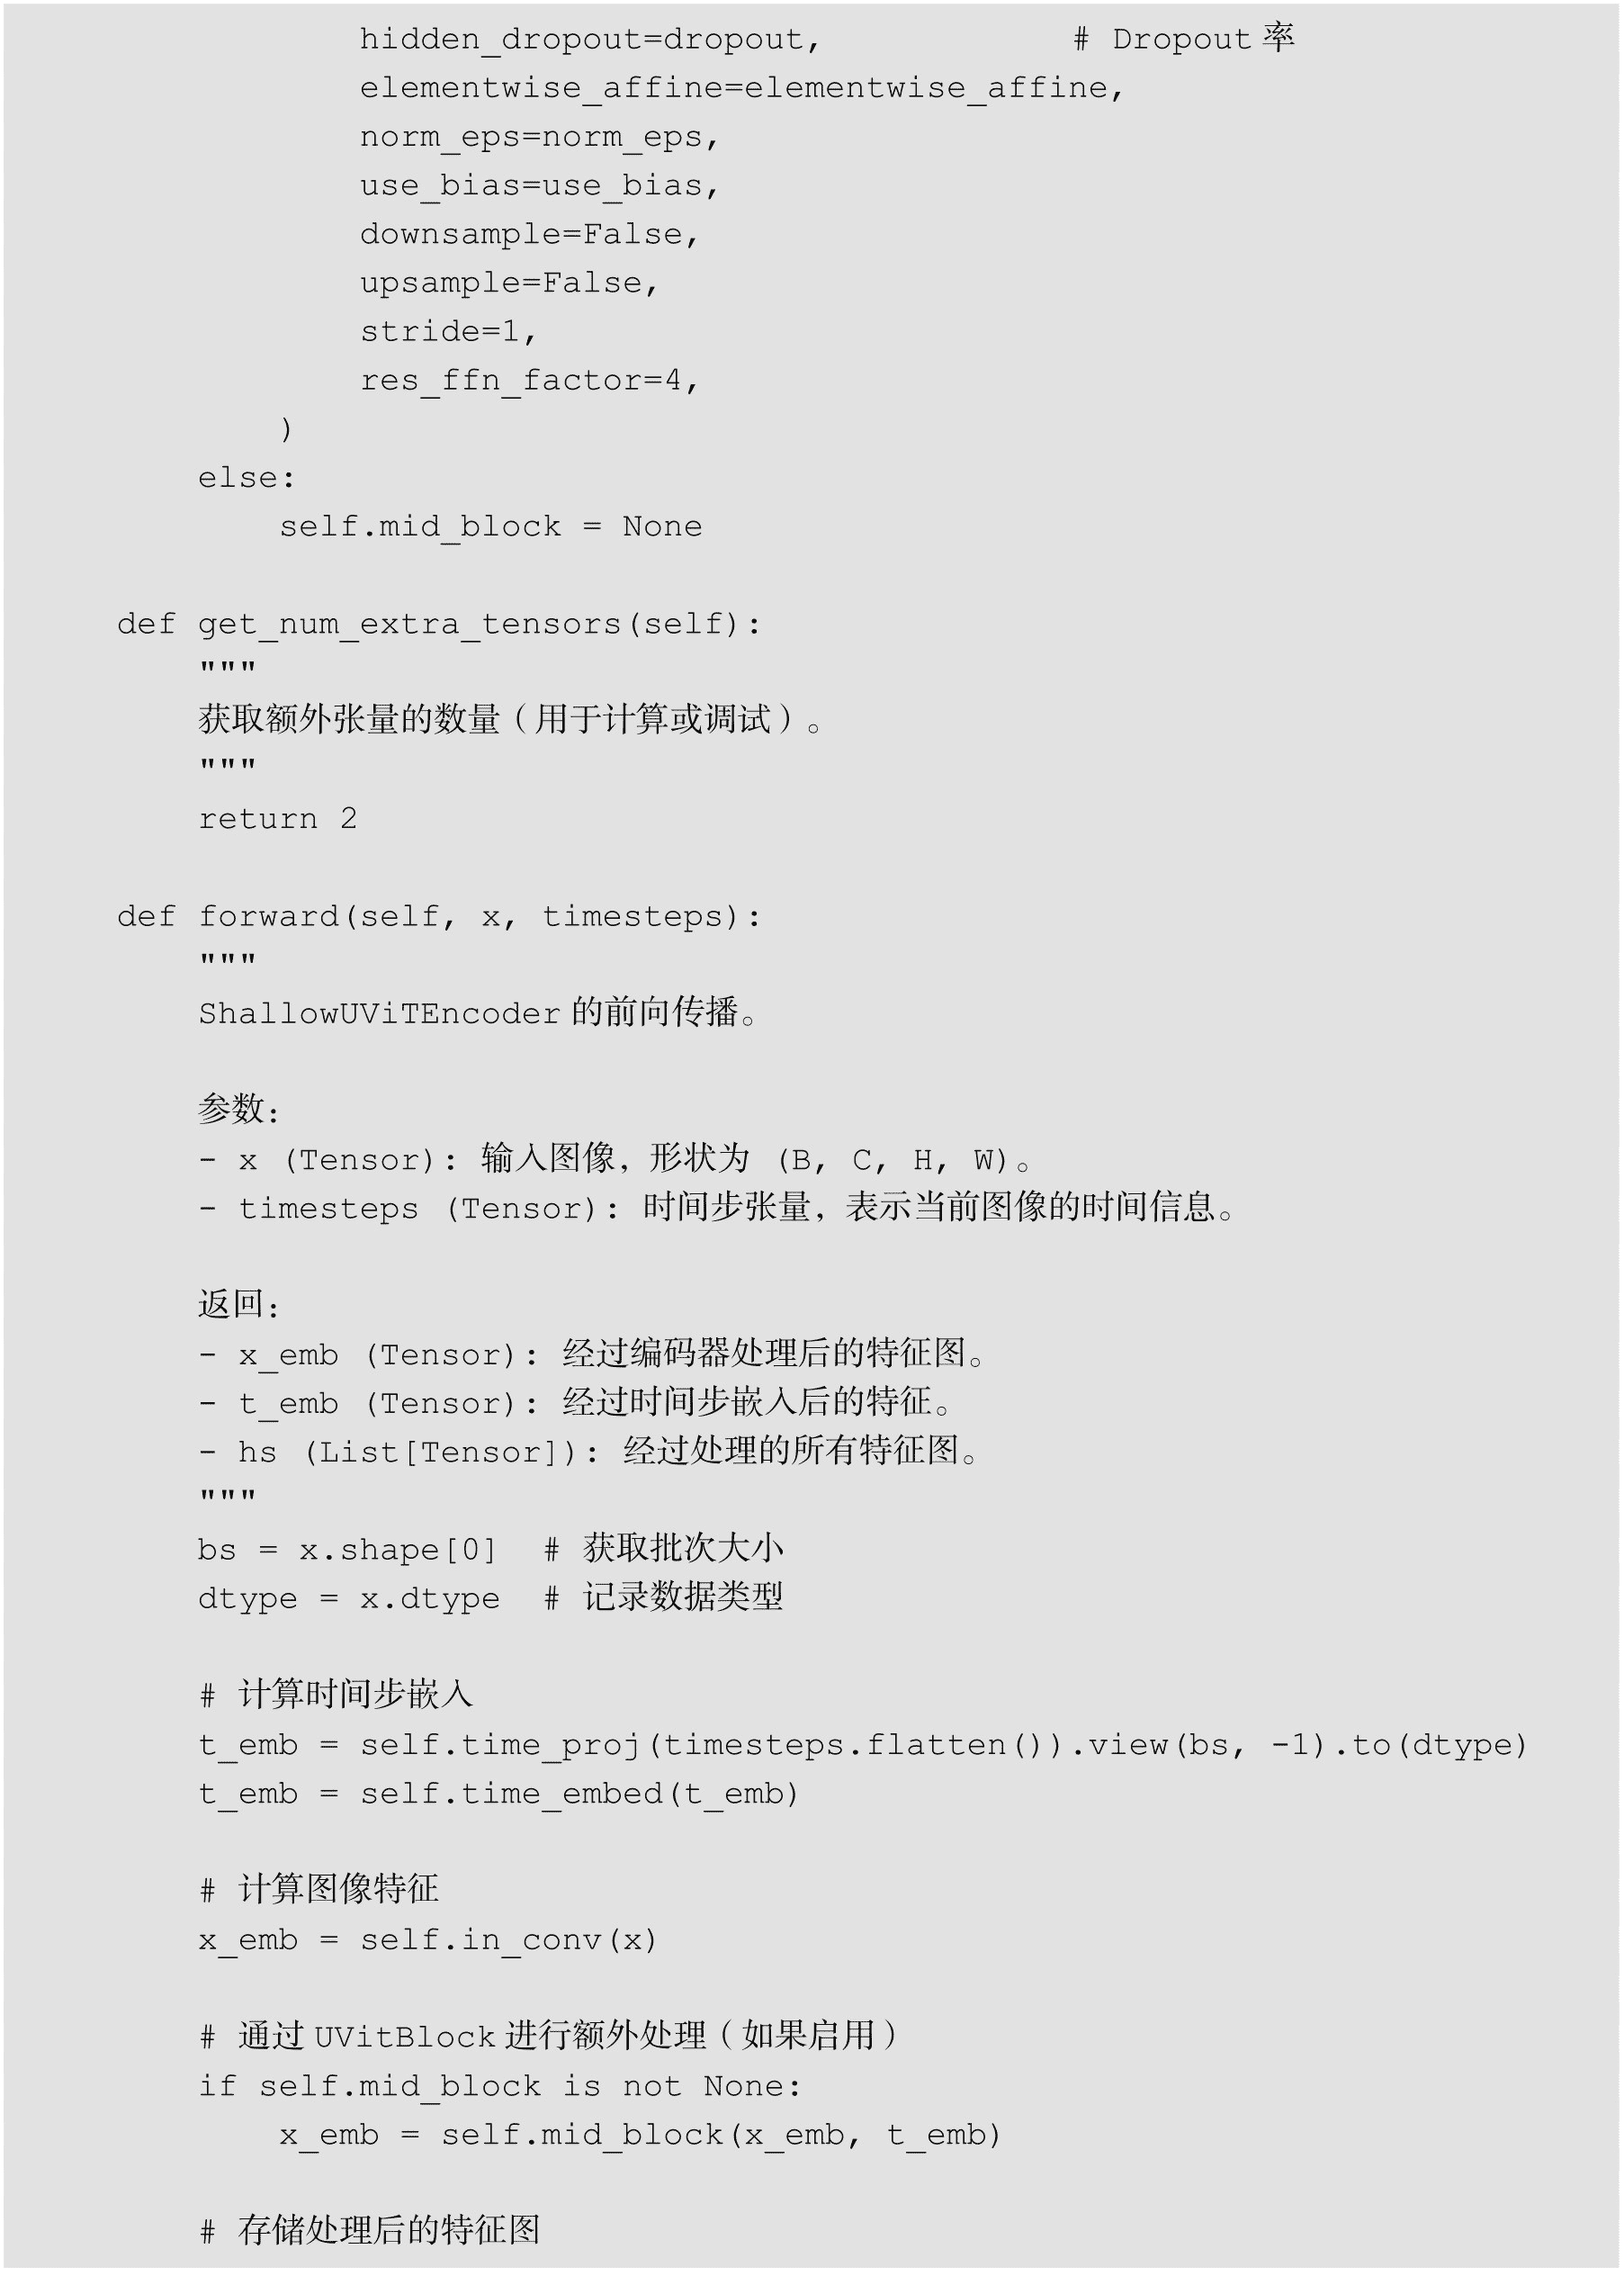 hidden_dropout=dropout,            # Dropout 率
elementwise_affine=elementwise_affine,
norm_eps=norm_eps,
use_bias=use_bias,
downsample=False,
upsample=False,
stride=1,
res_ffn_factor=4,
)
else:
self.mid_block = None
def get_num_extra_tensors(self):
"""
获取额外张量的数量（用于计算或调试）。
"""
return 2
def forward(self, x, timesteps):
"""
ShallowUViTEncoder 的前向传播。
参数：
- x (Tensor): 输入图像，形状为 (B, C, H, W)。
- timesteps (Tensor): 时间步张量，表示当前图像的时间信息。
返回：
- x_emb (Tensor): 经过编码器处理后的特征图。
- t_emb (Tensor): 经过时间步嵌入后的特征。
- hs (List[Tensor]): 经过处理的所有特征图。
"""
bs = x.shape[0]  # 获取批次大小
dtype = x.dtype  # 记录数据类型
# 计算时间步嵌入
t_emb = self.time_proj(timesteps.flatten()).view(bs, -1).to(dtype)
t_emb = self.time_embed(t_emb)
# 计算图像特征
x_emb = self.in_conv(x)
# 通过 UVitBlock 进行额外处理（如果启用）
if self.mid_block is not None:
x_emb = self.mid_block(x_emb, t_emb)
# 存储处理后的特征图